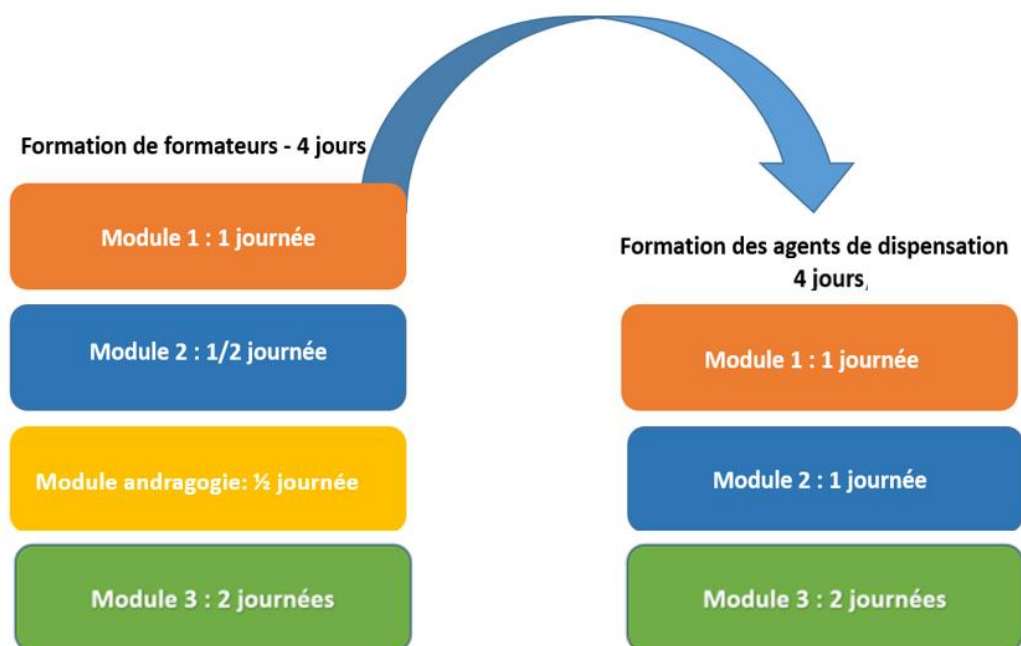 Formation de formateurs - 4 jours
Module 1 : 1 journée
Module 2 : 1/2 journée
Module andragogie: ½ journée
Module 3 : 2 journées
Formation des agents de dispensation
4 jours,
Module 1 : 1 journée
Module 2 : 1 journée
Module 3 : 2 journées